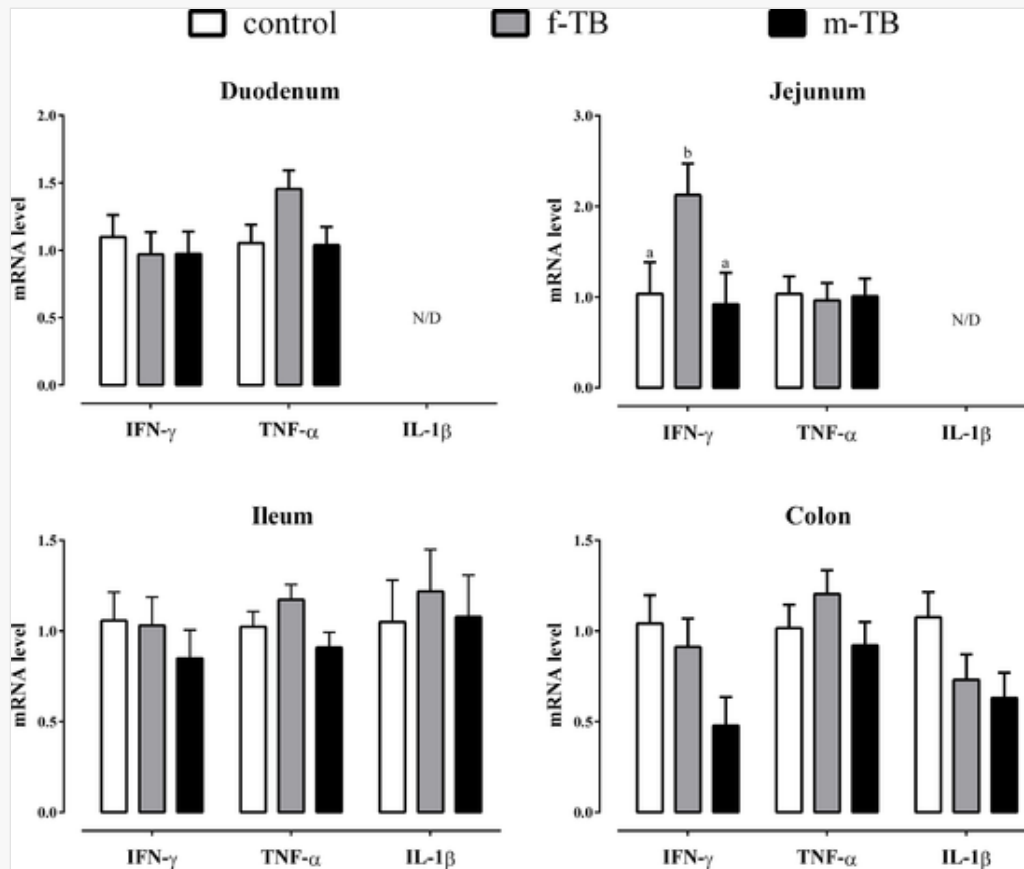 control f-TB m-TB
Duodenum
mRNA level
2.0
1.5
1.0
0.5
0.0
N/D
IFN-γ TNF-α IL-1β
Jejunum
mRNA level
3.0
2.0
1.0
0.0
a
b
a
N/D
IFN-γ TNF-α IL-1β
Ileum
mRNA level
1.5
1.0
0.5
0.0
IFN-γ TNF-α IL-1β
Colon
mRNA level
1.5
1.0
0.5
0.0
IFN-γ TNF-α IL-1β